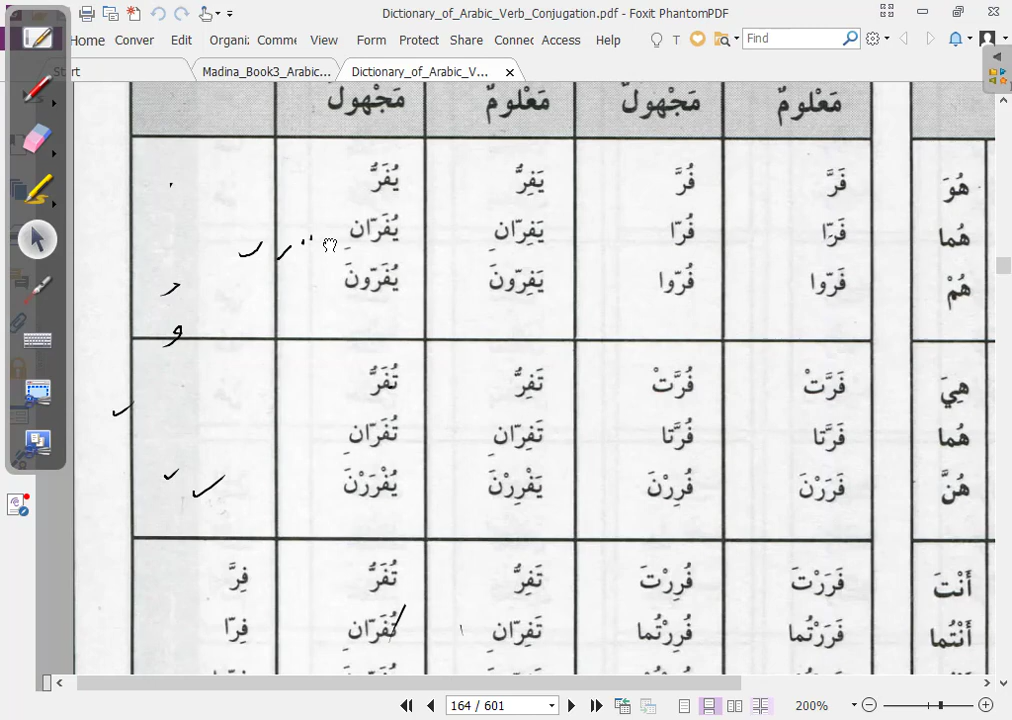 Dictionary_of_Arabic_Verb_Conjugation.pdf - Foxit PhantomPDF
Home Conver Edit Organi: Comme View Form Protect Share Connec Access Help T Find
Start Madina_Book3_Arabic... Dictionary_of_Arabic_V...
مَعْلومٌ مَجْهولٌ مَعْلومٌ مَجْهولٌ
هُوَ فَرَّ فُرَّ يَفِرُّ يُفَرُّ
هُما فَرّا فُرّا يَفِرّانِ يُفَرّانِ
هُمْ فَرّوا فُرّوا يَفِرّونَ يُفَرّونَ
هِيَ فَرَّتْ فُرَّتْ تَفِرُّ تُفَرُّ
هُما فَرَّتا فُرَّتا تَفِرّانِ تُفَرّانِ
هُنَّ فَرَرْنَ فُرِرْنَ يَفْرِرْنَ يُفْرَرْنَ
أَنْتَ فَرَرْتَ فُرِرْتَ تَفِرُّ تُفَرُّ فِرَّ
أَنْتُما فَرَرْتُما فُرِرْتُما تَفِرّانِ تُفَرّانِ فِرّا
164 / 601 200%